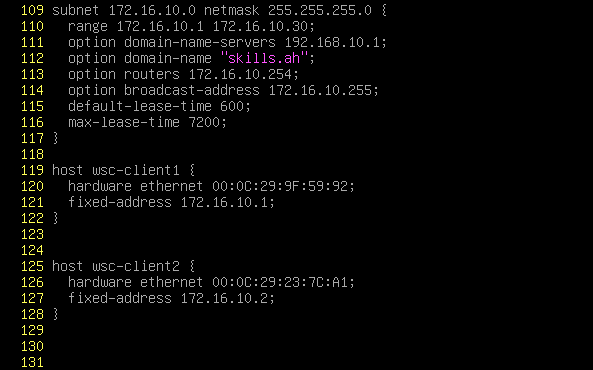 109 subnet 172.16.10.0 netmask 255.255.255.0 {
110   range 172.16.10.1 172.16.10.30;
111   option domain-name-servers 192.168.10.1;
112   option domain-name "skills.ah";
113   option routers 172.16.10.254;
114   option broadcast-address 172.16.10.255;
115   default-lease-time 600;
116   max-lease-time 7200;
117 }
118
119 host wsc-client1 {
120   hardware ethernet 00:0C:29:9F:59:92;
121   fixed-address 172.16.10.1;
122 }
123
124
125 host wsc-client2 {
126   hardware ethernet 00:0C:29:23:7C:A1;
127   fixed-address 172.16.10.2;
128 }
129
130
131